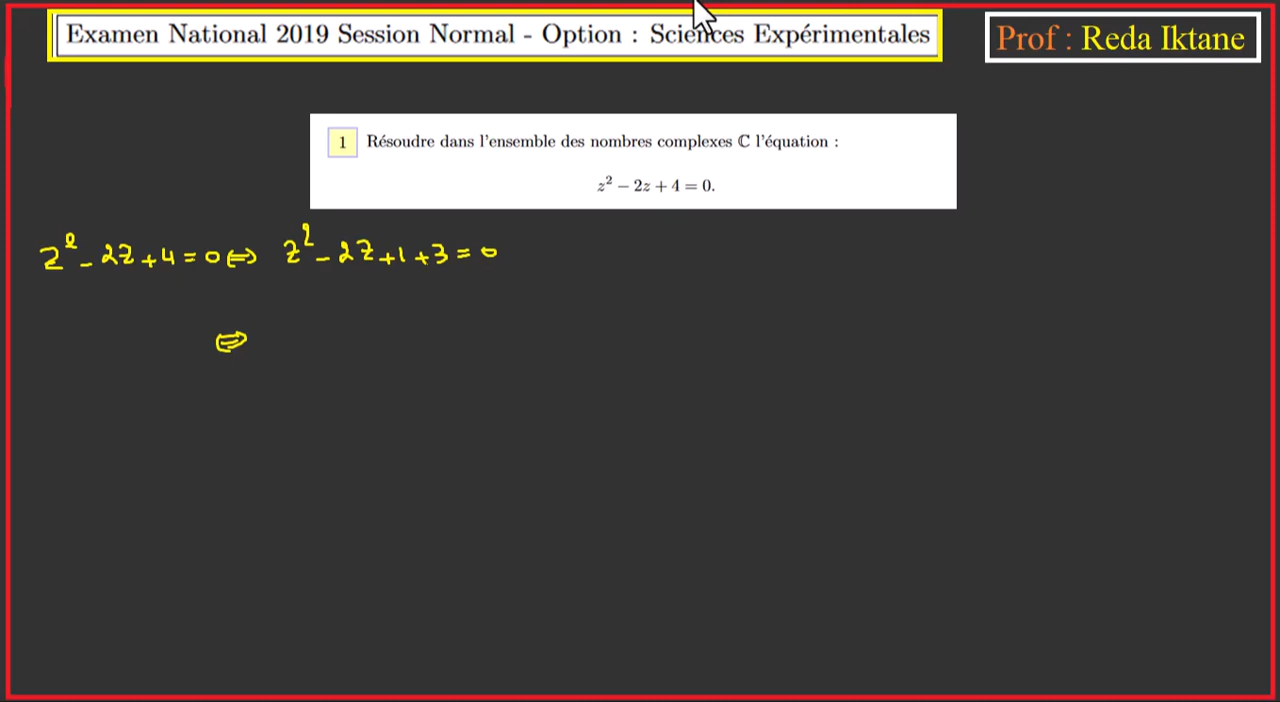 Examen National 2019 Session Normal - Option : Sciences Expérimentales
Prof : Reda Iktane
1 Résoudre dans l'ensemble des nombres complexes ℂ l'équation :
z² − 2z + 4 = 0.
z² - 2z + 4 = 0 ⇔ z² - 2z + 1 + 3 = 0
⇔